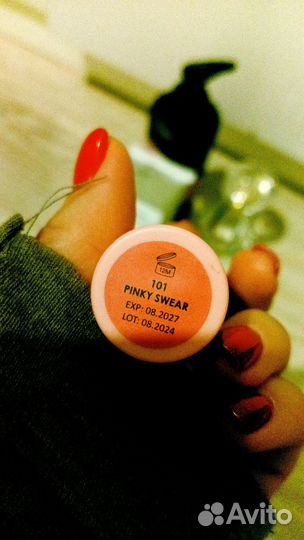 12M
101
PINKY SWEAR
EXP: 08.2027
LOT: 08.2024
Avito